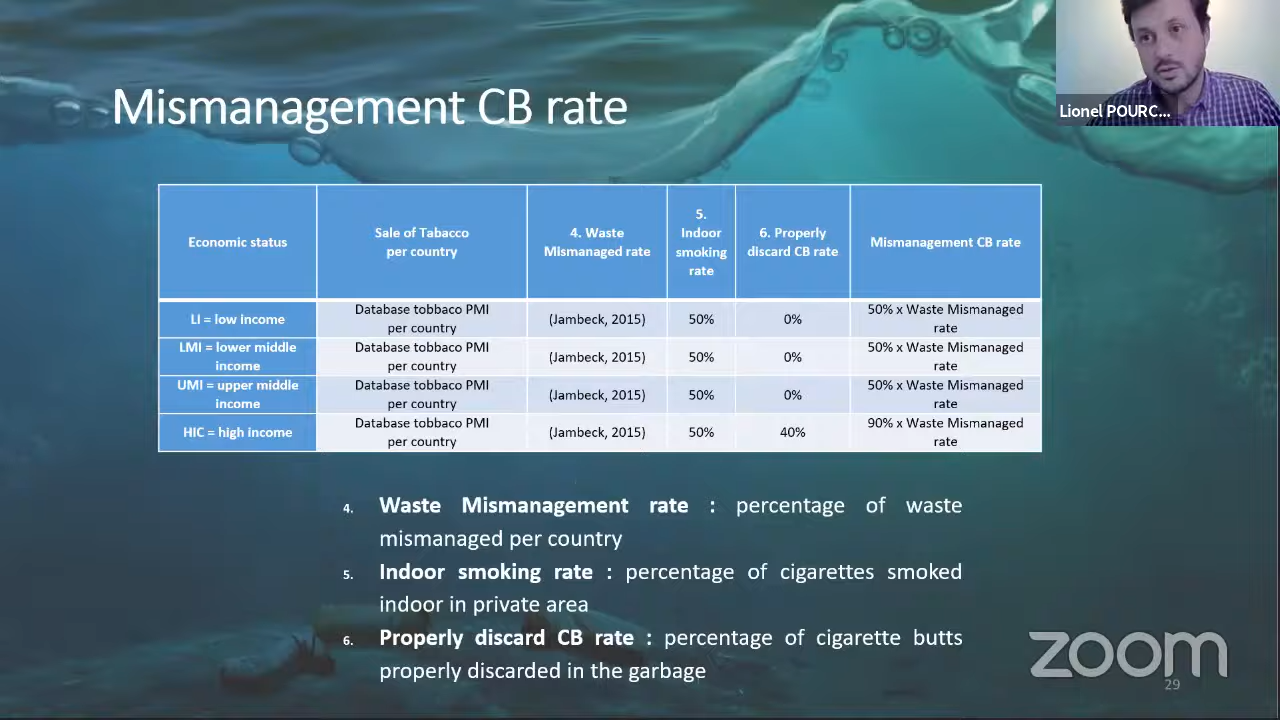 Lionel POURC...
Mismanagement CB rate
Economic status
Sale of Tabacco
per country
4. Waste
Mismanaged rate
5.
Indoor
smoking
rate
6. Properly
discard CB rate
Mismanagement CB rate
LI = low income
Database tobbaco PMI
per country
(Jambeck, 2015)
50%
0%
50% x Waste Mismanaged
rate
LMI = lower middle
income
Database tobbaco PMI
per country
(Jambeck, 2015)
50%
0%
50% x Waste Mismanaged
rate
UMI = upper middle
income
Database tobbaco PMI
per country
(Jambeck, 2015)
50%
0%
50% x Waste Mismanaged
rate
HIC = high income
Database tobbaco PMI
per country
(Jambeck, 2015)
50%
40%
90% x Waste Mismanaged
rate
4. Waste Mismanagement rate : percentage of waste
mismanaged per country
5. Indoor smoking rate : percentage of cigarettes smoked
indoor in private area
6. Properly discard CB rate : percentage of cigarette butts
properly discarded in the garbage
zoom
29